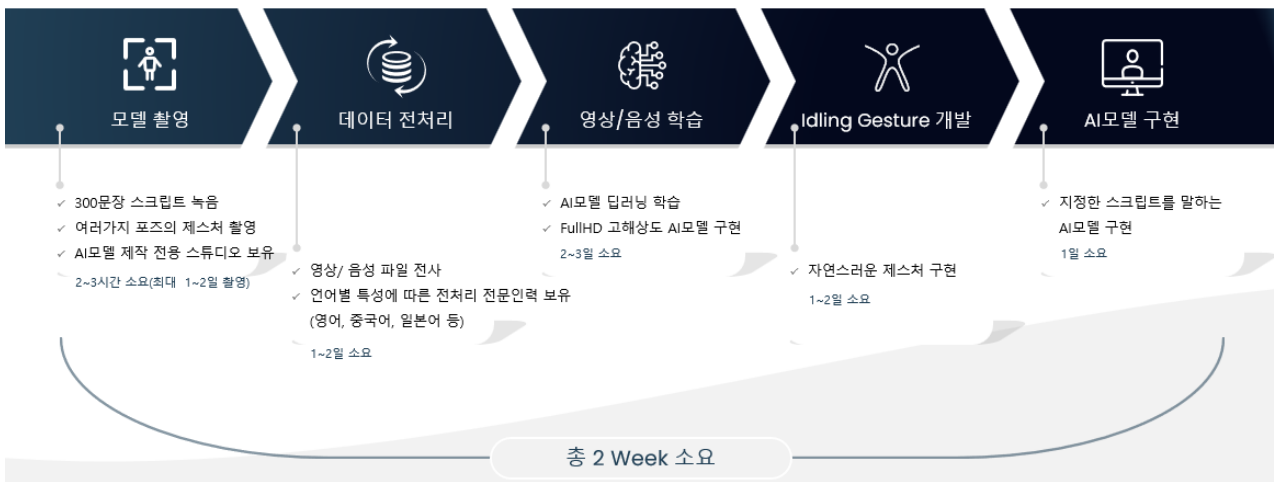 모델 촬영
300문장 스크립트 녹음
여러가지 포즈의 제스처 촬영
AI모델 제작 전용 스튜디오 보유
2~3시간 소요(최대 1~2일 촬영)
데이터 전처리
영상/ 음성 파일 전사
언어별 특성에 따른 전처리 전문인력 보유
(영어, 중국어, 일본어 등)
1~2일 소요
영상/음성 학습
AI모델 딥러닝 학습
FullHD 고해상도 AI모델 구현
2~3일 소요
Idling Gesture 개발
자연스러운 제스처 구현
1~2일 소요
AI모델 구현
지정한 스크립트를 말하는
AI모델 구현
1일 소요
총 2 Week 소요